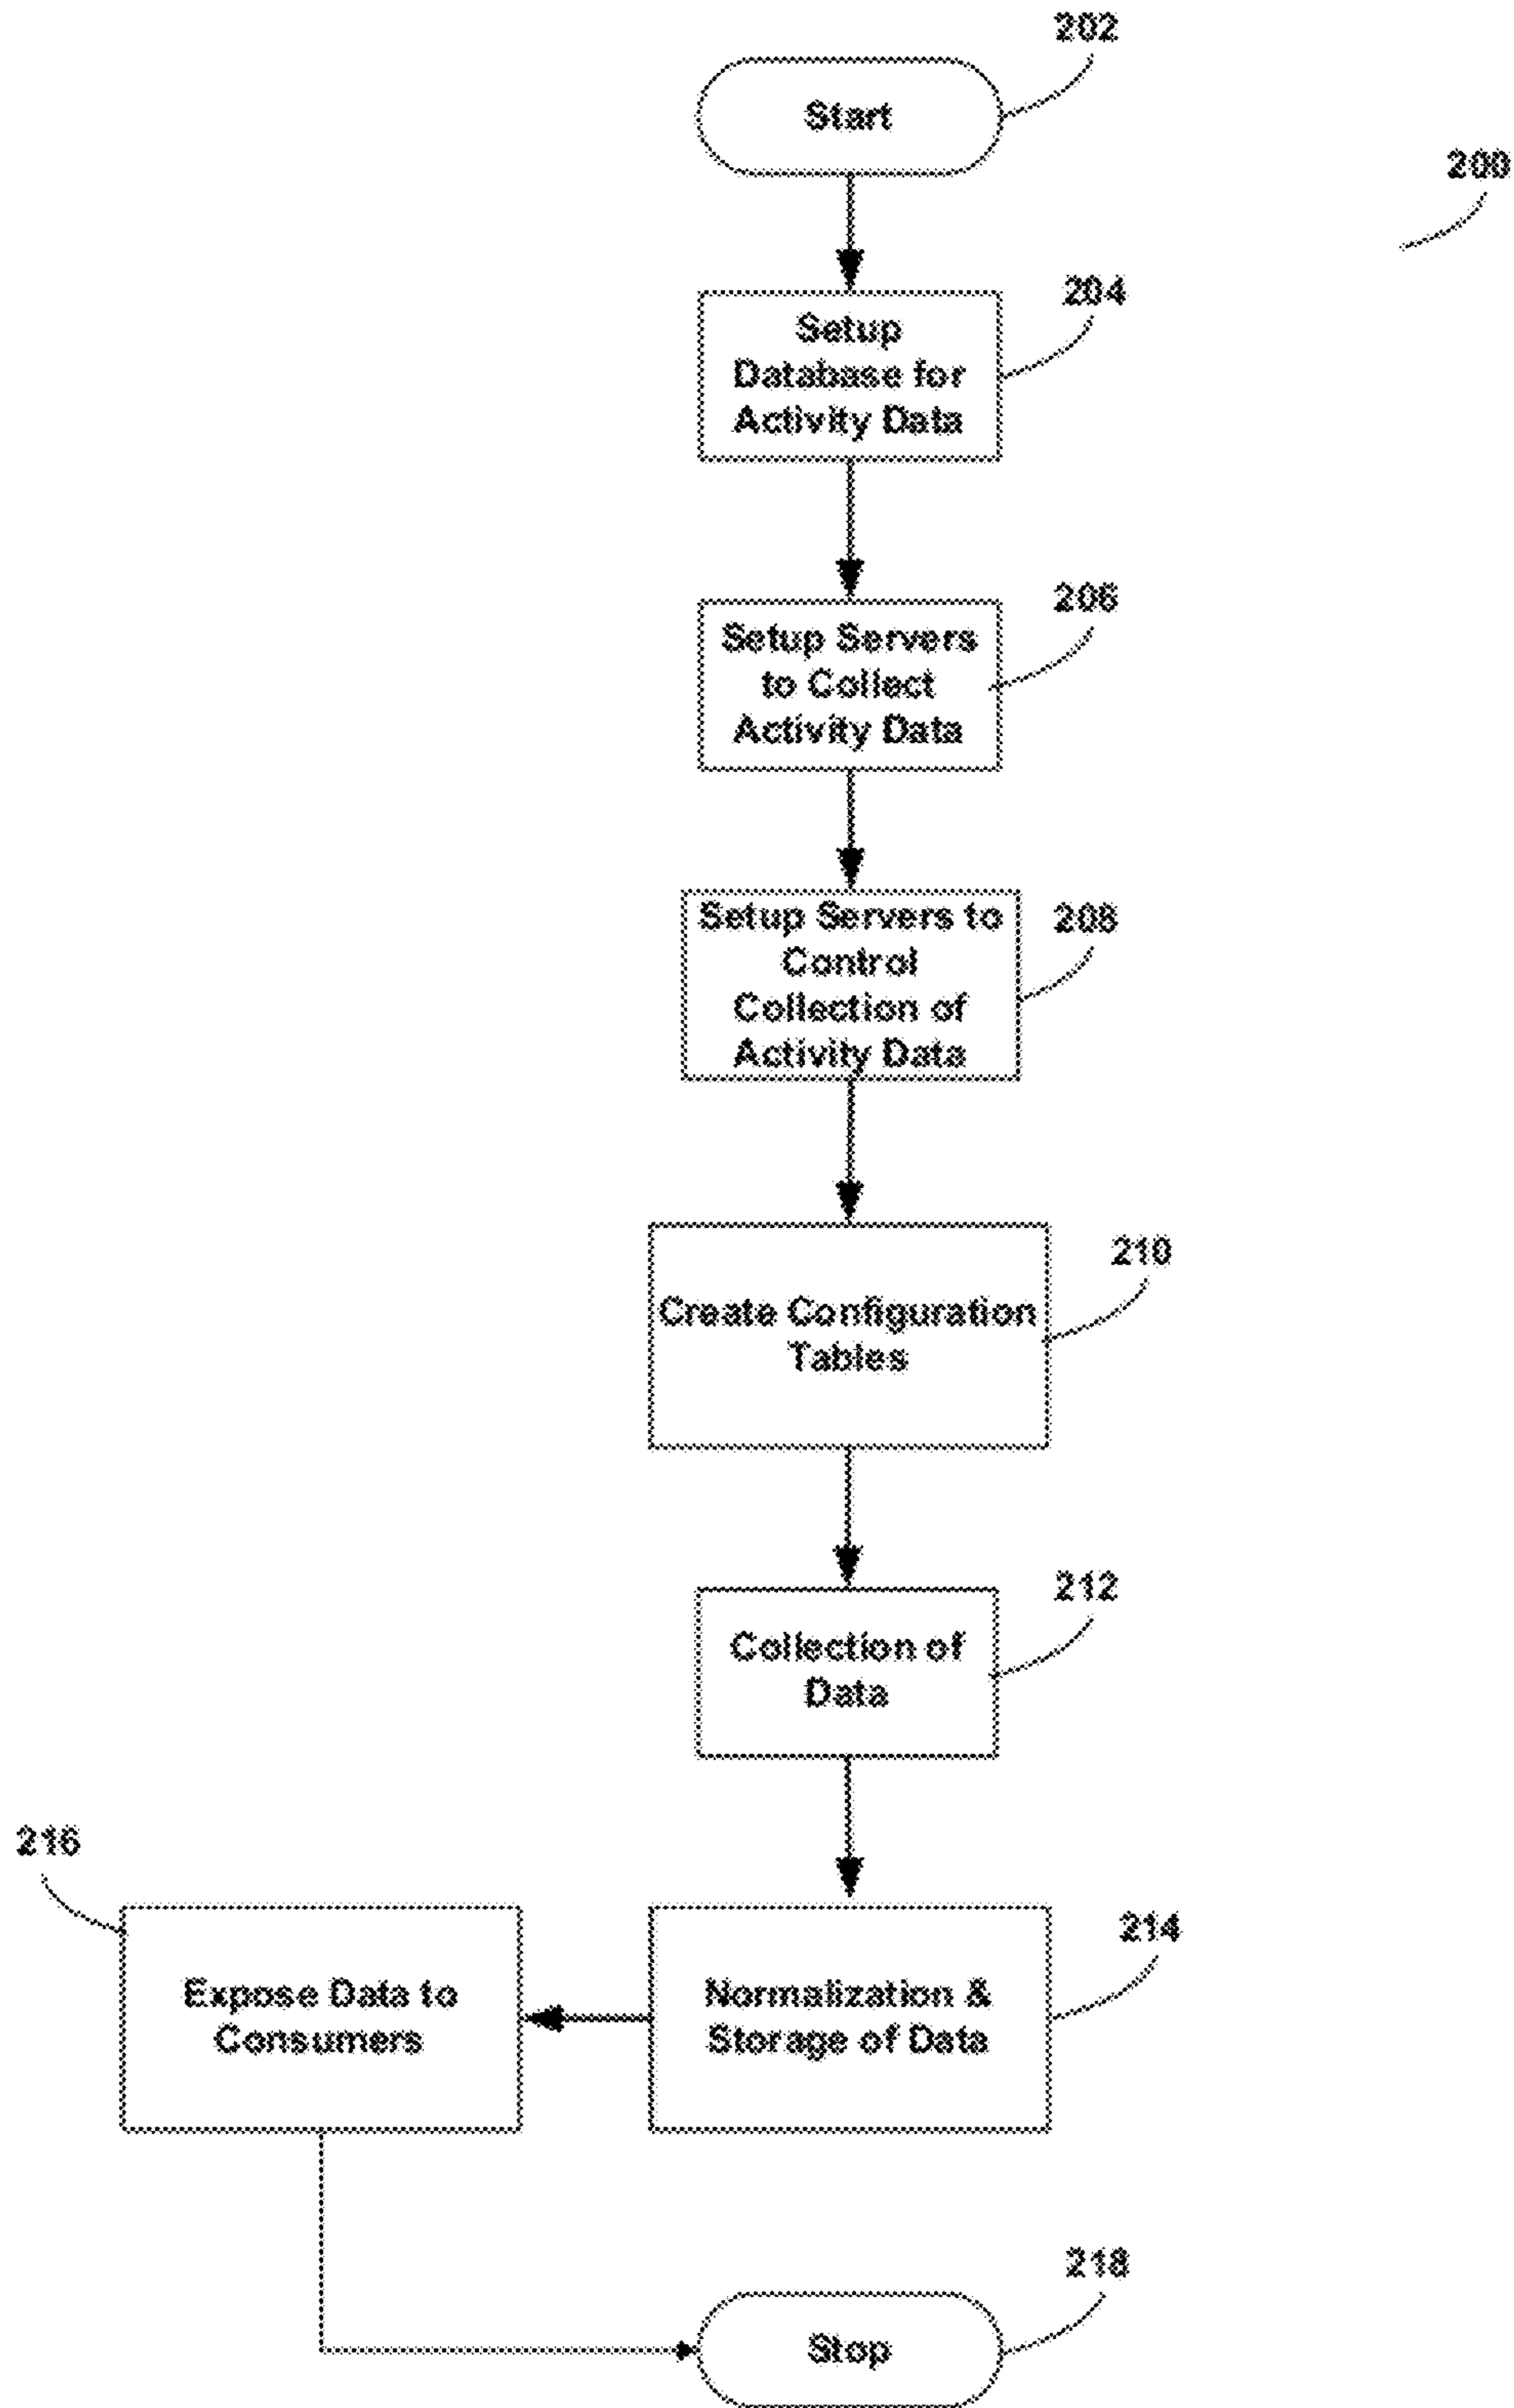 202
Start
200
204
Setup
Database for
Activity Data
206
Setup Servers
to Collect
Activity Data
208
Setup Servers to
Control
Collection of
Activity Data
210
Create Configuration
Tables
212
Collection of
Data
216
Expose Data to
Consumers
214
Normalization &
Storage of Data
218
Stop